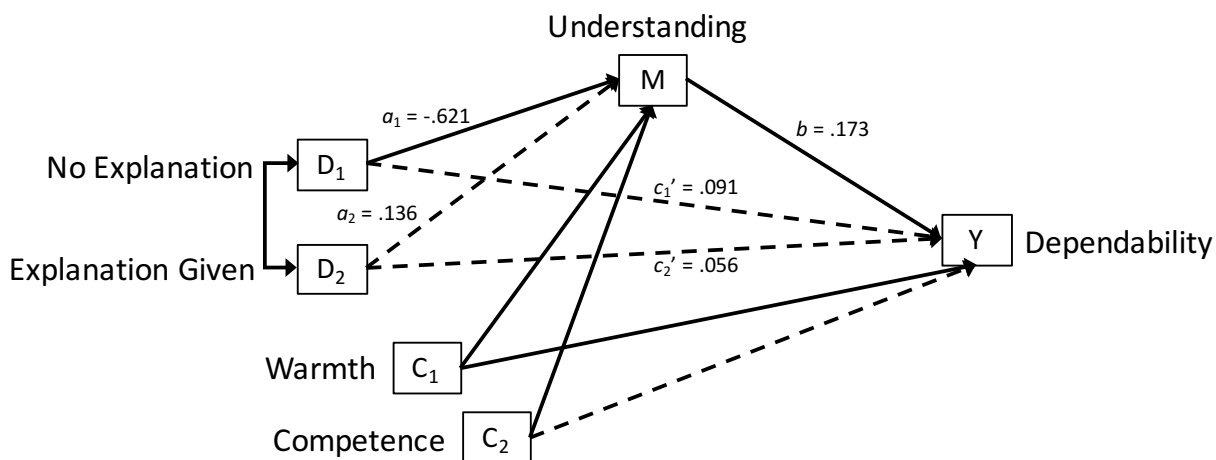 Understanding
M
a₁ = -.621
b = .173
No Explanation
D₁
c₁’ = .091
a₂ = .136
Y
Dependability
Explanation Given
D₂
c₂’ = .056
Warmth
C₁
Competence
C₂